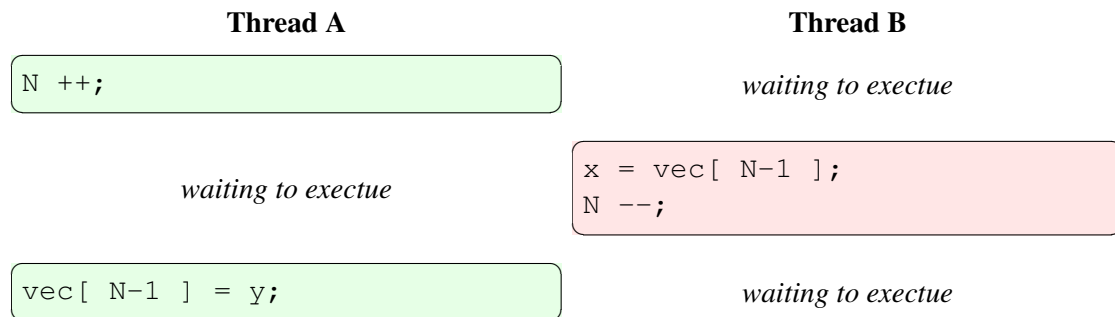 Thread A
Thread B
N ++;
waiting to exectue
waiting to exectue
x = vec[ N-1 ];
N --;
vec[ N-1 ] = y;
waiting to exectue